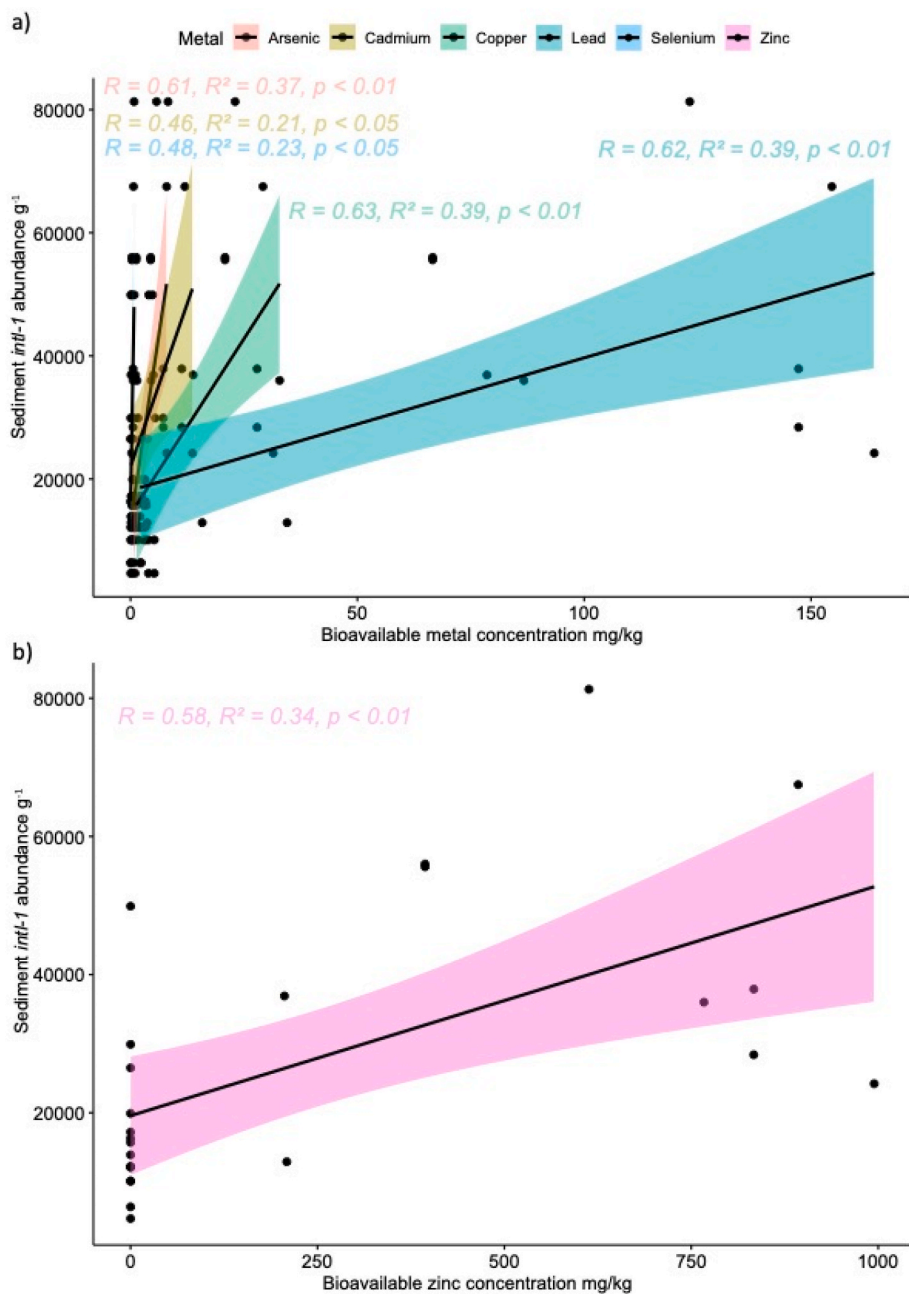 a)
Metal Arsenic Cadmium Copper Lead Selenium Zinc
R = 0.61, R² = 0.37, p < 0.01
R = 0.46, R² = 0.21, p < 0.05
R = 0.48, R² = 0.23, p < 0.05
R = 0.62, R² = 0.39, p < 0.01
R = 0.63, R² = 0.39, p < 0.01
Sediment intI-1 abundance g⁻¹
80000
60000
40000
20000
0
50
100
150
Bioavailable metal concentration mg/kg
b)
R = 0.58, R² = 0.34, p < 0.01
Sediment intI-1 abundance g⁻¹
80000
60000
40000
20000
0
250
500
750
1000
Bioavailable zinc concentration mg/kg